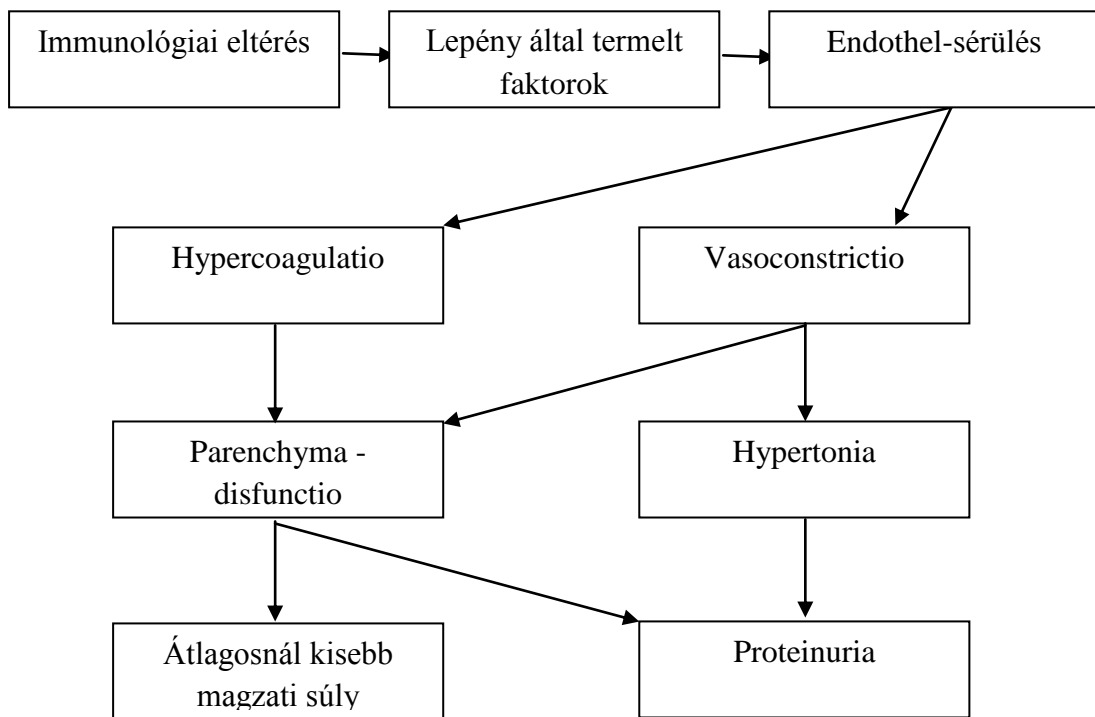 Immunológiai eltérés
Lepény által termelt
faktorok
Endothel-sérülés
Hypercoagulatio
Vasoconstrictio
Parenchyma -
disfunctio
Hypertonia
Átlagosnál kisebb
magzati súly
Proteinuria